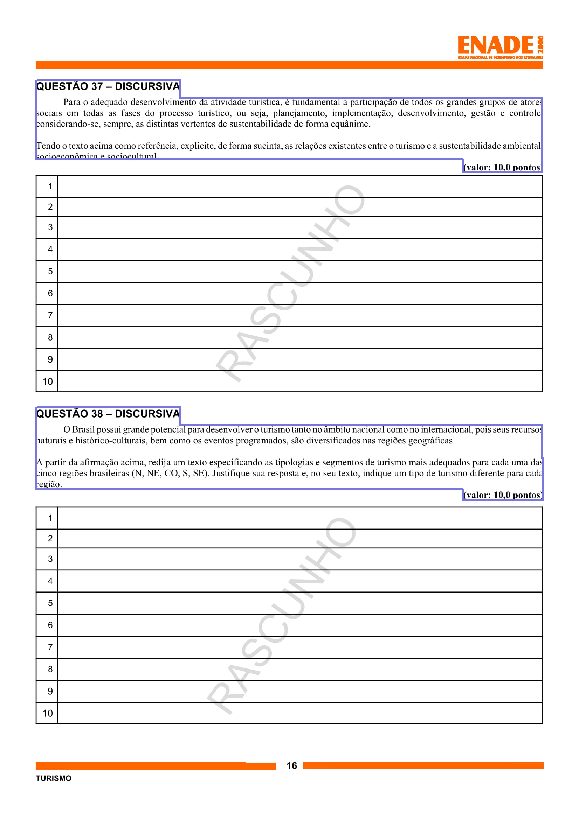 ENADE 2006
EXAME NACIONAL DE DESEMPENHO DOS ESTUDANTES
QUESTÃO 37 – DISCURSIVA
Para o adequado desenvolvimento da atividade turística, é fundamental a participação de todos os grandes grupos de atores
sociais em todas as fases do processo turístico, ou seja, planejamento, implementação, desenvolvimento, gestão e controle
considerando-se, sempre, as distintas vertentes de sustentabilidade de forma equânime.
Tendo o texto acima como referência, explicite, de forma sucinta, as relações existentes entre o turismo e a sustentabilidade ambiental
socioeconômica e sociocultural
(valor: 10,0 pontos
1
2
3
4
5
6
7
8
9
10
RASCUNHO
QUESTÃO 38 – DISCURSIVA
O Brasil possui grande potencial para desenvolver o turismo tanto no âmbito nacional como no internacional, pois seus recursos
naturais e histórico-culturais, bem como os eventos programados, são diversificados nas regiões geográficas
A partir da afirmação acima, redija um texto especificando as tipologias e segmentos de turismo mais adequados para cada uma das
cinco regiões brasileiras (N, NE, CO, S, SE). Justifique sua resposta e, no seu texto, indique um tipo de turismo diferente para cada
região.
(valor: 10,0 pontos)
1
2
3
4
5
6
7
8
9
10
RASCUNHO
16
TURISMO